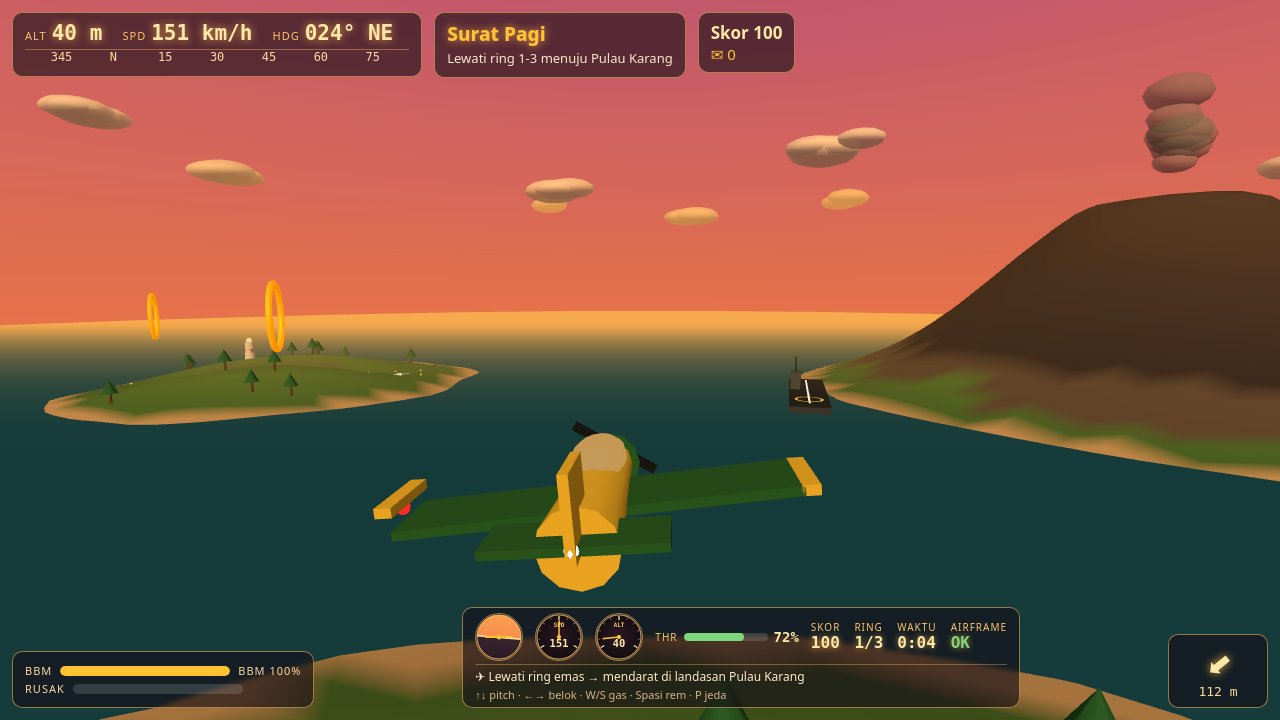 ALT 40 m SPD 151 km/h HDG 024° NE
345 N 15 30 45 60 75
Surat Pagi
Lewati ring 1-3 menuju Pulau Karang
Skor 100
✉ 0
SPD 151
ALT 40
THR 72%
SKOR RING WAKTU AIRFRAME
100 1/3 0:04 OK
✈ Lewati ring emas → mendarat di landasan Pulau Karang
↑↓ pitch · ←→ belok · W/S gas · Spasi rem · P jeda
BBM BBM 100%
RUSAK
112 m